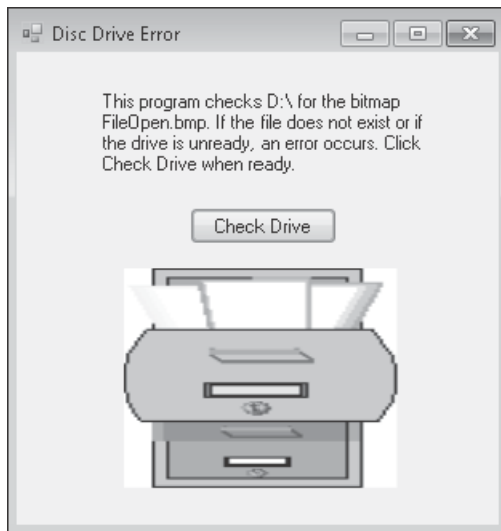 Disc Drive Error
This program checks D:\ for the bitmap
FileOpen.bmp. If the file does not exist or if
the drive is unready, an error occurs. Click
Check Drive when ready.
Check Drive